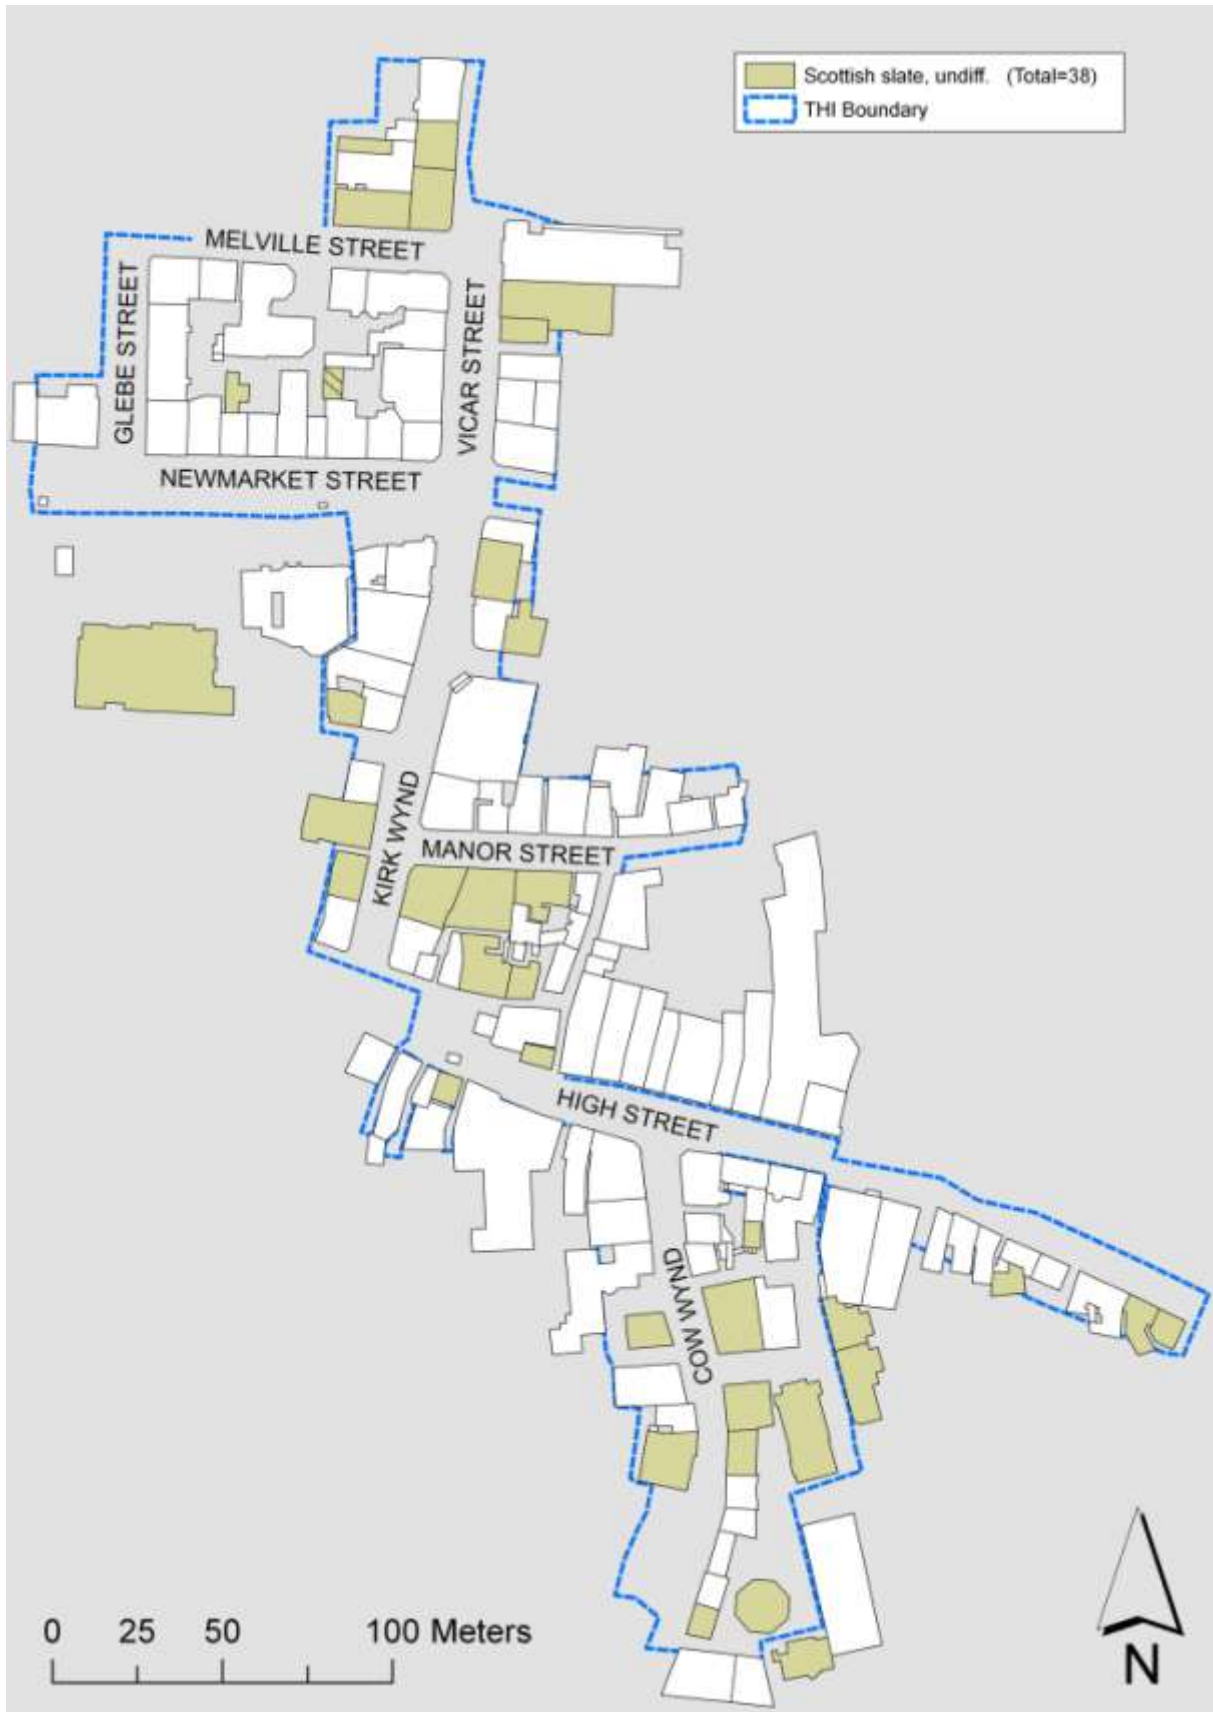 Scottish slate, undiff. (Total=38)
THI Boundary
MELVILLE STREET
GLEBE STREET
VICAR STREET
NEWMARKET STREET
KIRK WYND
MANOR STREET
HIGH STREET
COW WYND
0 25 50 100 Meters
N